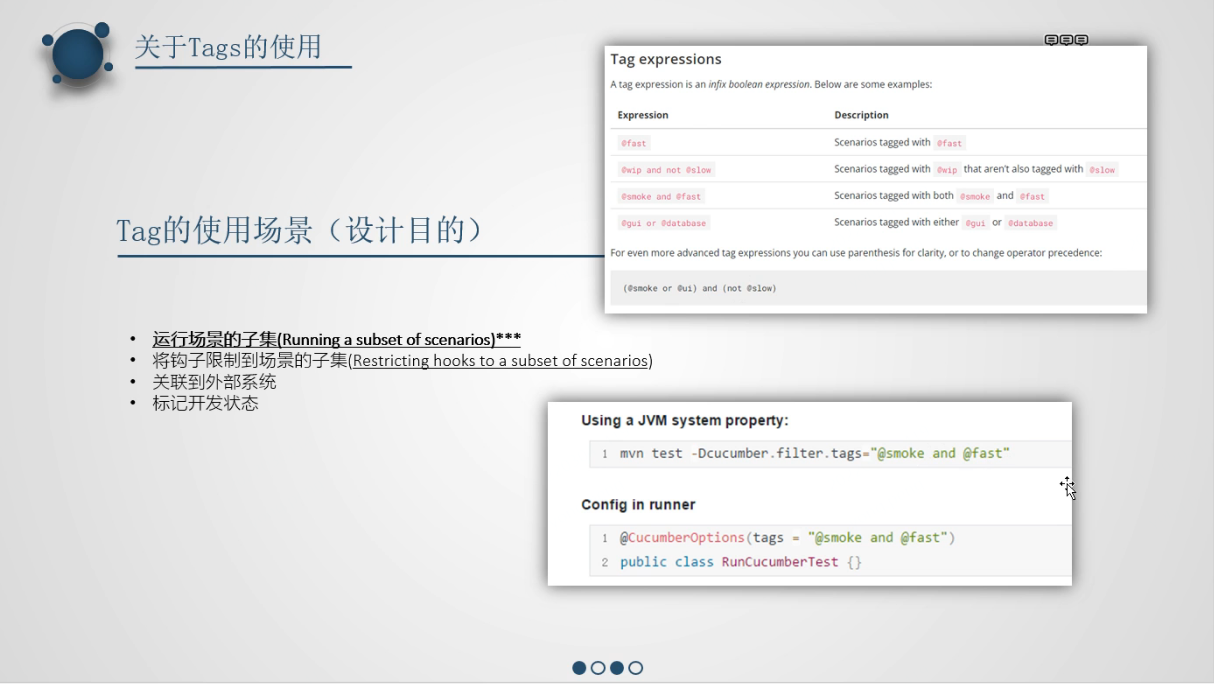 关于Tags的使用
Tag expressions
A tag expression is an infix boolean expression. Below are some examples:
Expression Description
@fast Scenarios tagged with @fast
@wip and not @slow Scenarios tagged with @wip that aren't also tagged with @slow
@smoke and @fast Scenarios tagged with both @smoke and @fast
@gui or @database Scenarios tagged with either @gui or @database
For even more advanced tag expressions you can use parenthesis for clarity, or to change operator precedence:
(@smoke or @ui) and (not @slow)
Tag的使用场景（设计目的）
• 运行场景的子集(Running a subset of scenarios)***
• 将钩子限制到场景的子集(Restricting hooks to a subset of scenarios)
• 关联到外部系统
• 标记开发状态
Using a JVM system property:
1 mvn test -Dcucumber.filter.tags="@smoke and @fast"
Config in runner
1 @CucumberOptions(tags = "@smoke and @fast")
2 public class RunCucumberTest {}